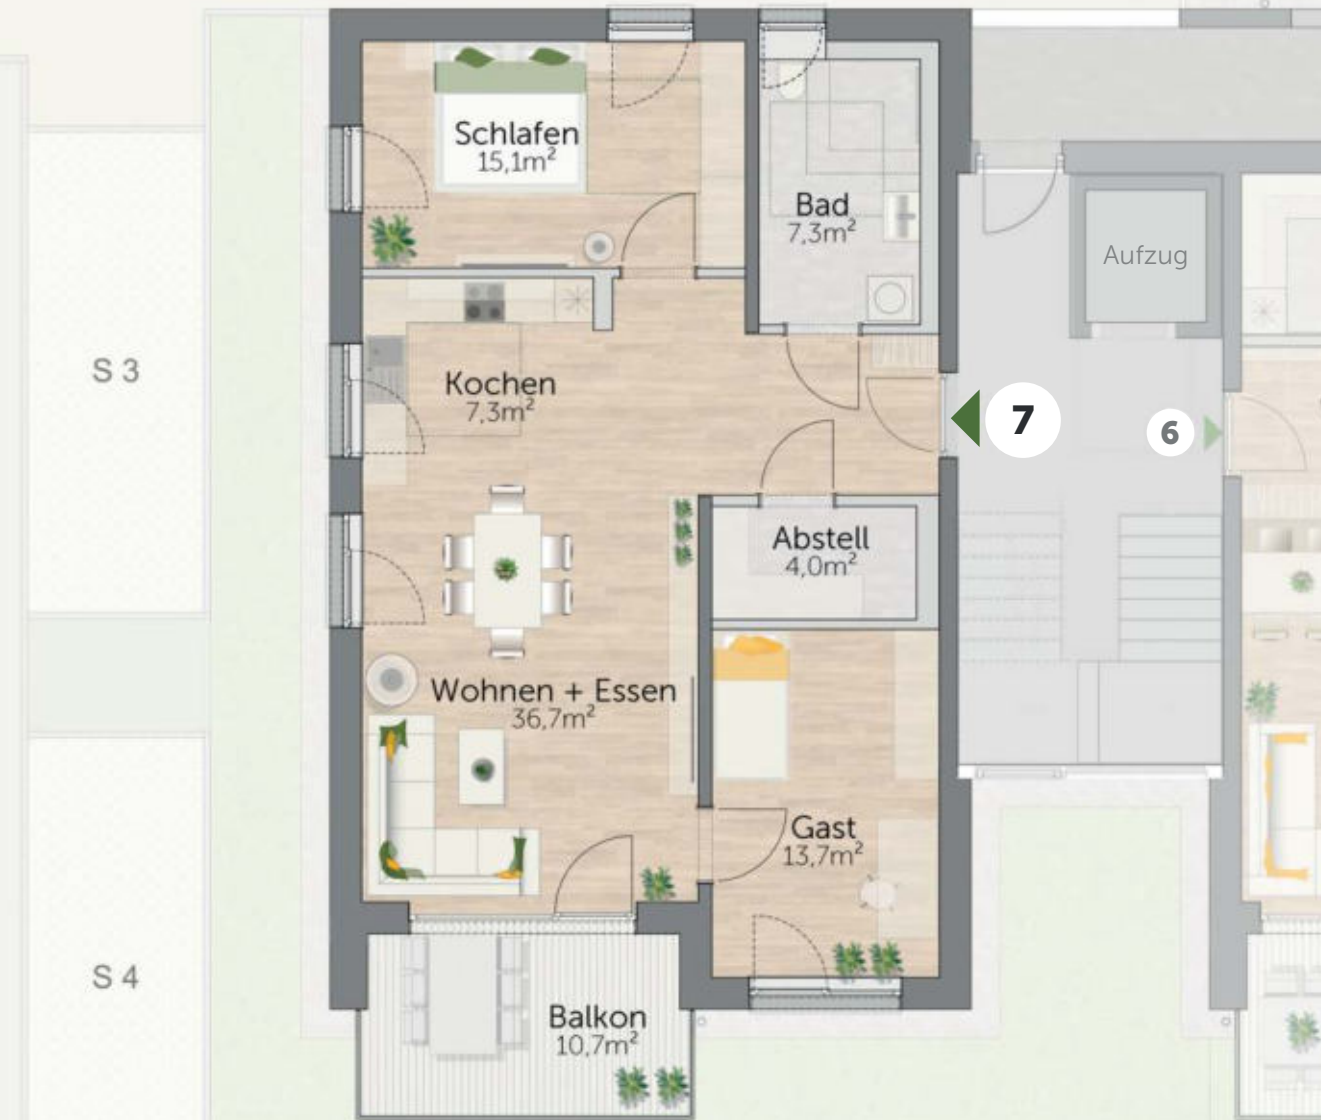 Schlafen
15,1m²
Bad
7,3m²
Aufzug
S 3
Kochen
7,3m²
7
6
Abstell
4,0m²
Wohnen + Essen
36,7m²
Gast
13,7m²
S 4
Balkon
10,7m²